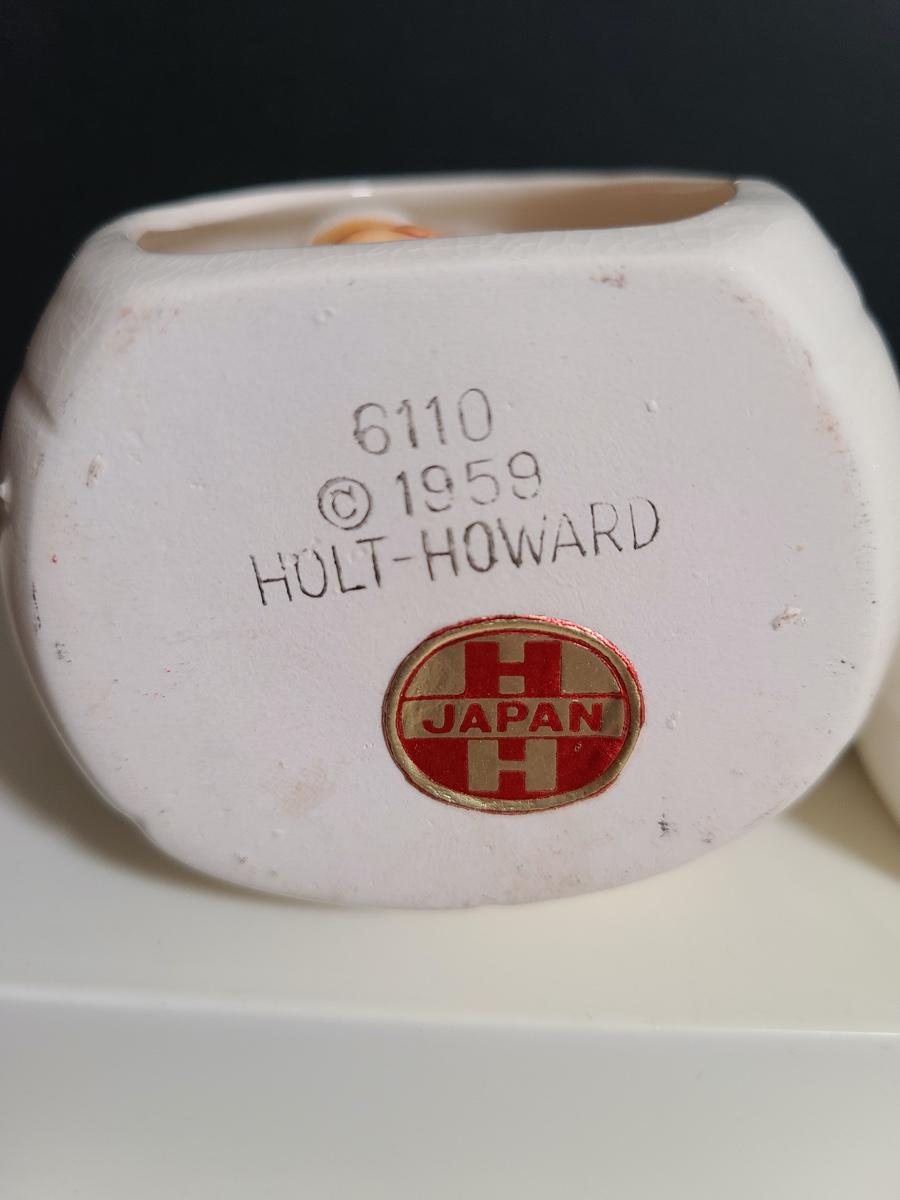 6110
© 1959
HOLT-HOWARD
H
JAPAN
H